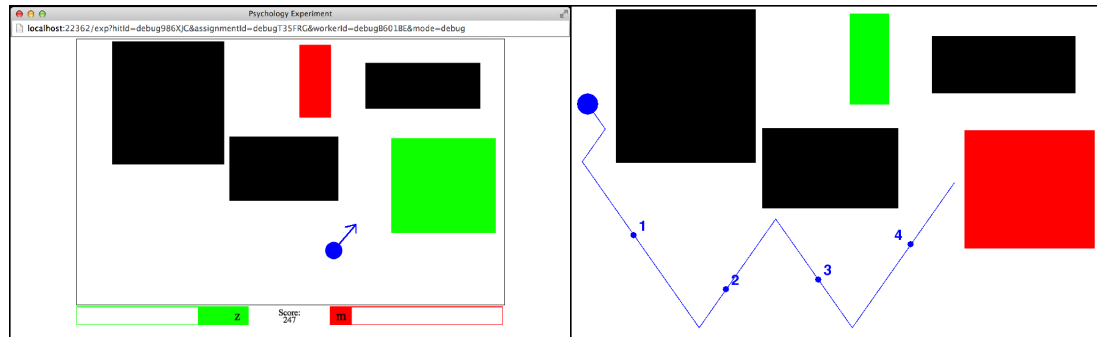 Psychology Experiment
localhost:22362/exp?hitId=debug986XJC&assignmentId=debugT35FRG&workerId=debugB601BE&mode=debug
1
4
3
2
z
Score:
247
m